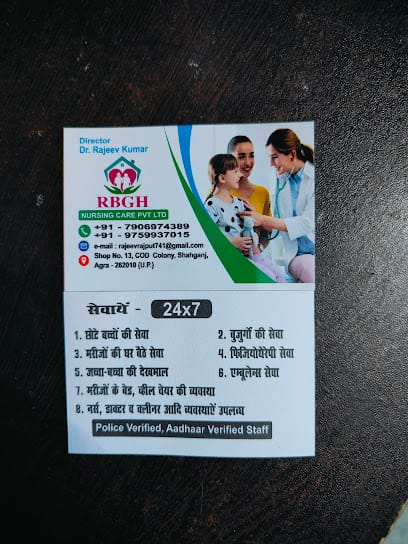 Director
Dr. Rajeev Kumar
RBGH
NURSING CARE PVT LTD
+91 - 7906974389
+91 - 9759937015
e-mail : rajeevrajput741@gmail.com
Shop No. 13, COD Colony, Shahganj,
Agra - 282010 (U.P.)
सेवायें - 24x7
1. छोटे बच्चों की सेवा
2. बुजुर्गो की सेवा
3. मरीजों की घर बैठे सेवा
4. फिजियोथेरेपी सेवा
5. जच्चा-बच्चा की देखभाल
6. एम्बूलेन्स सेवा
7. मरीजों के बेड, व्हील चेयर की व्यवस्था
8. नर्स, डाक्टर व क्लीनर आदि व्यवस्थाऐं उपलब्ध
Police Verified, Aadhaar Verified Staff